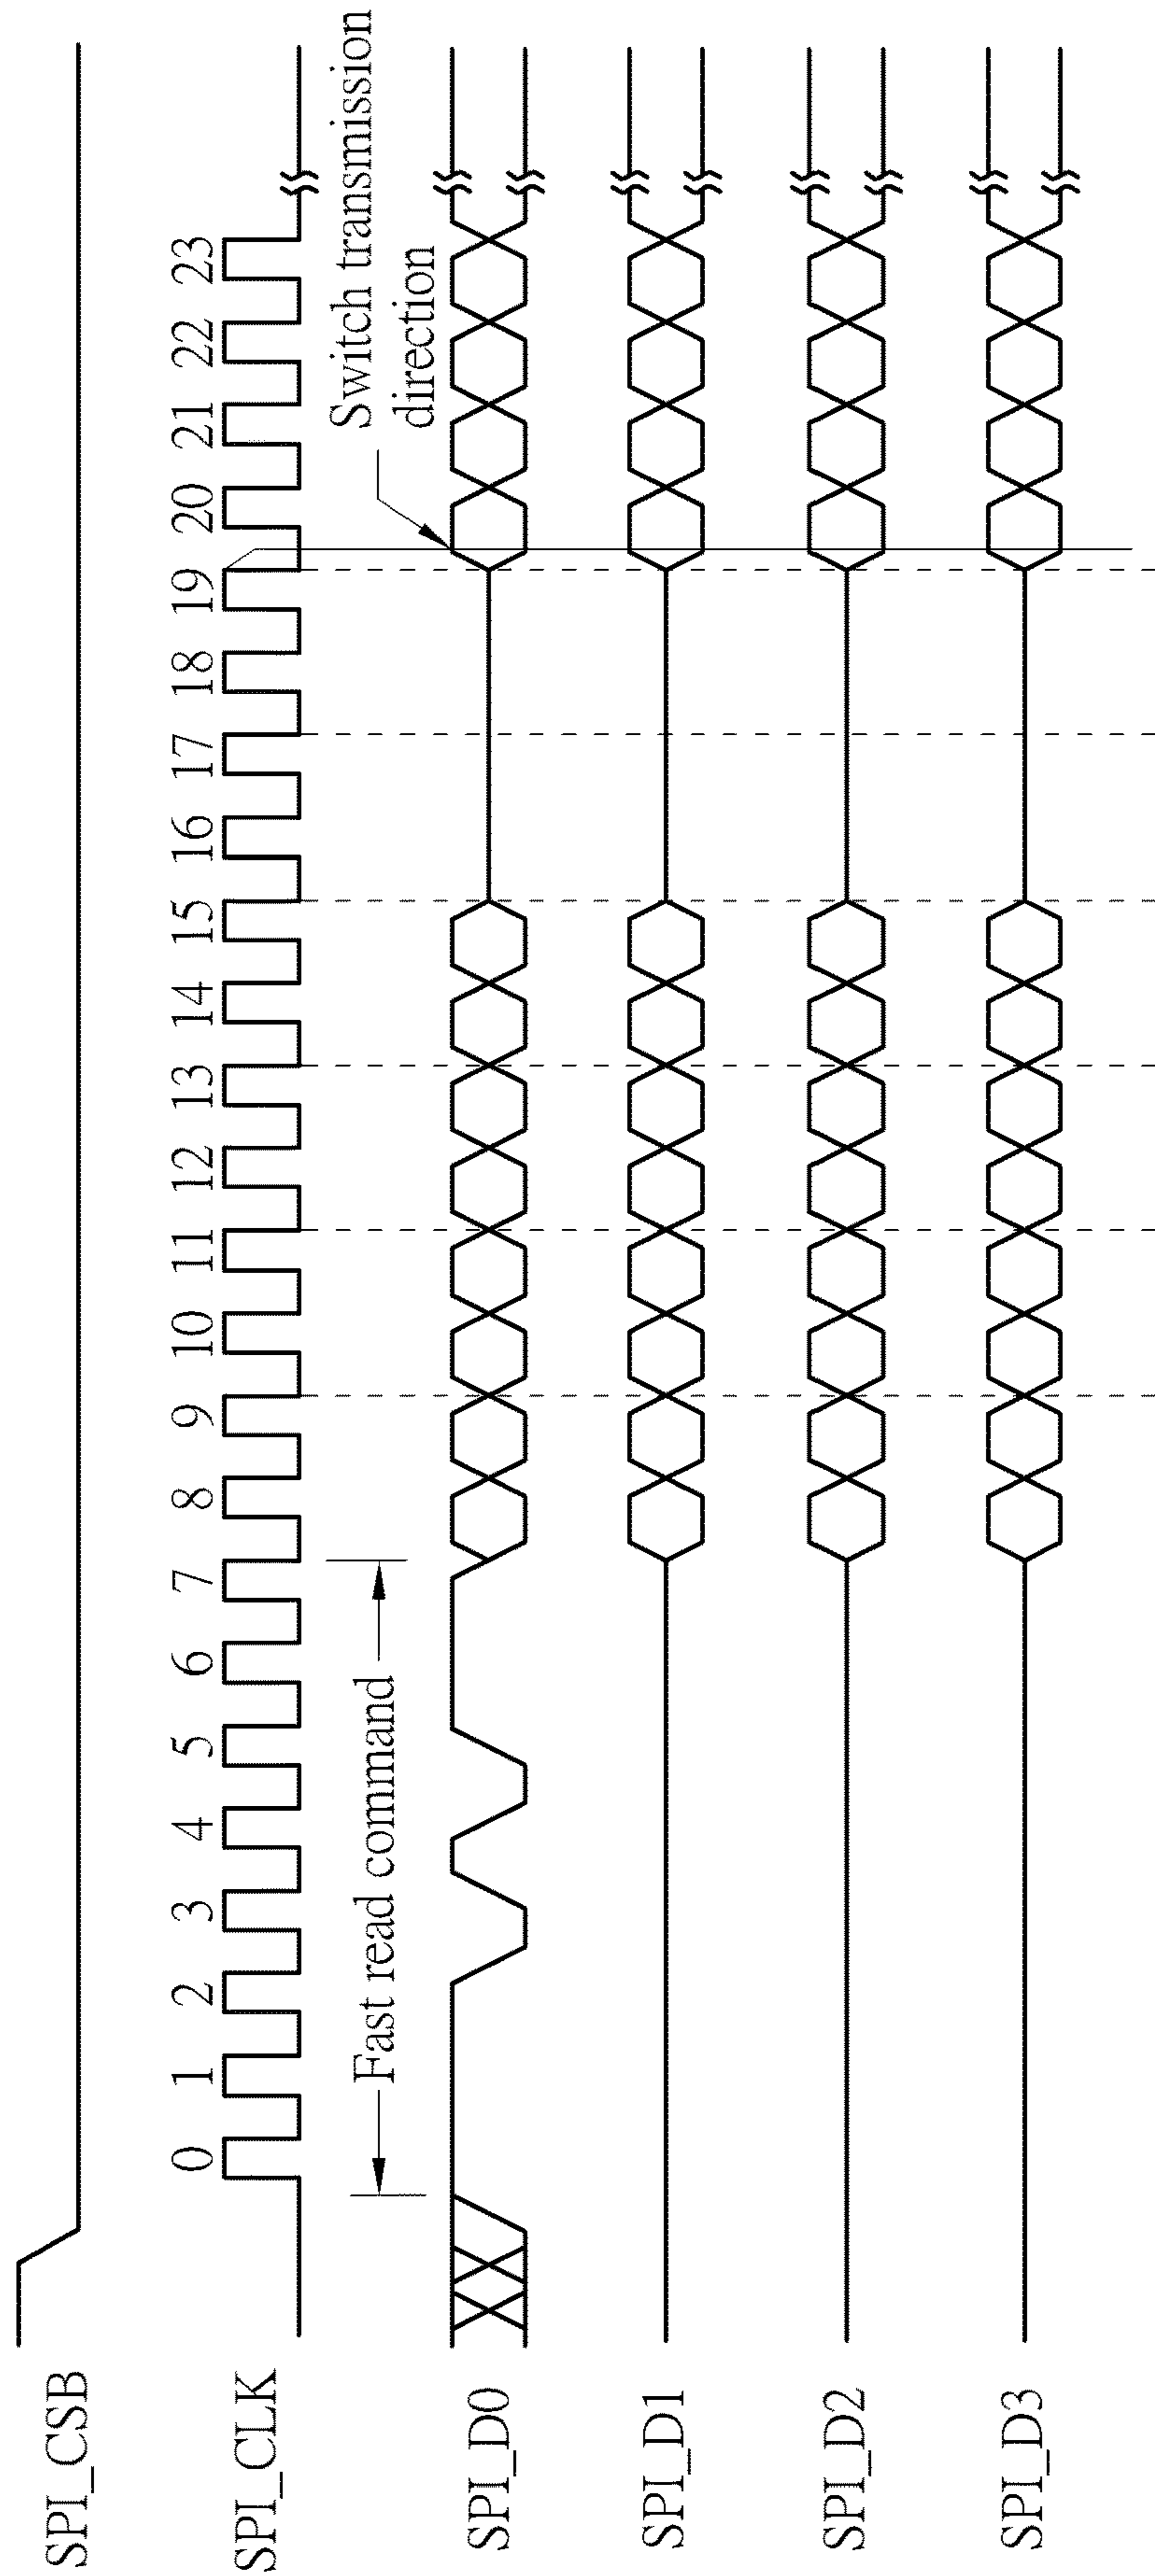 SPI_CSB
SPI_CLK
0 1 2 3 4 5 6 7 8 9 10 11 12 13 14 15 16 17 18 19 20 21 22 23
Fast read command
Switch transmission
direction
SPI_D0
SPI_D1
SPI_D2
SPI_D3